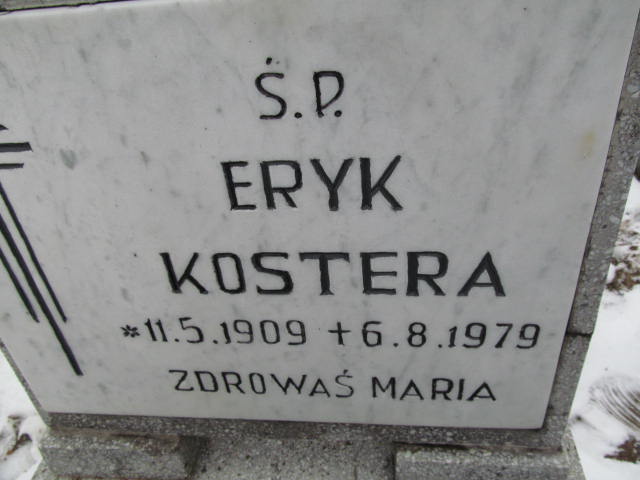 Ś.P.
ERYK
KOSTERA
*11.5.1909 +6.8.1979
ZDROWAŚ MARIA